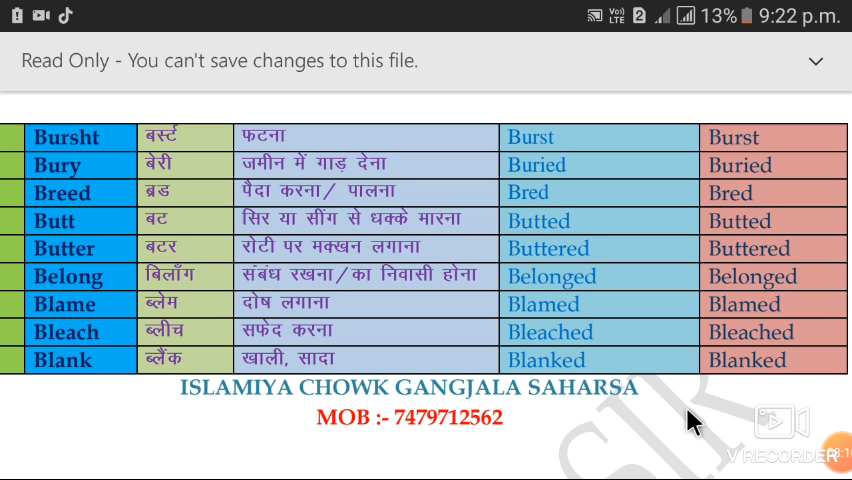 VoLTE 2 13% 9:22 p.m.
Read Only - You can't save changes to this file.
Bursht बर्स्ट फटना Burst Burst
Bury बेरी जमीन में गाड़ देना Buried Buried
Breed ब्रड पैदा करना/ पालना Bred Bred
Butt बट सिर या सींग से धक्के मारना Butted Butted
Butter बटर रोटी पर मक्खन लगाना Buttered Buttered
Belong बिलाँग संबंध रखना/का निवासी होना Belonged Belonged
Blame ब्लेम दोष लगाना Blamed Blamed
Bleach ब्लीच सफेद करना Bleached Bleached
Blank ब्लैंक खाली, सादा Blanked Blanked
ISLAMIYA CHOWK GANGJALA SAHARSA
MOB :- 7479712562
SIR
V RECORDER